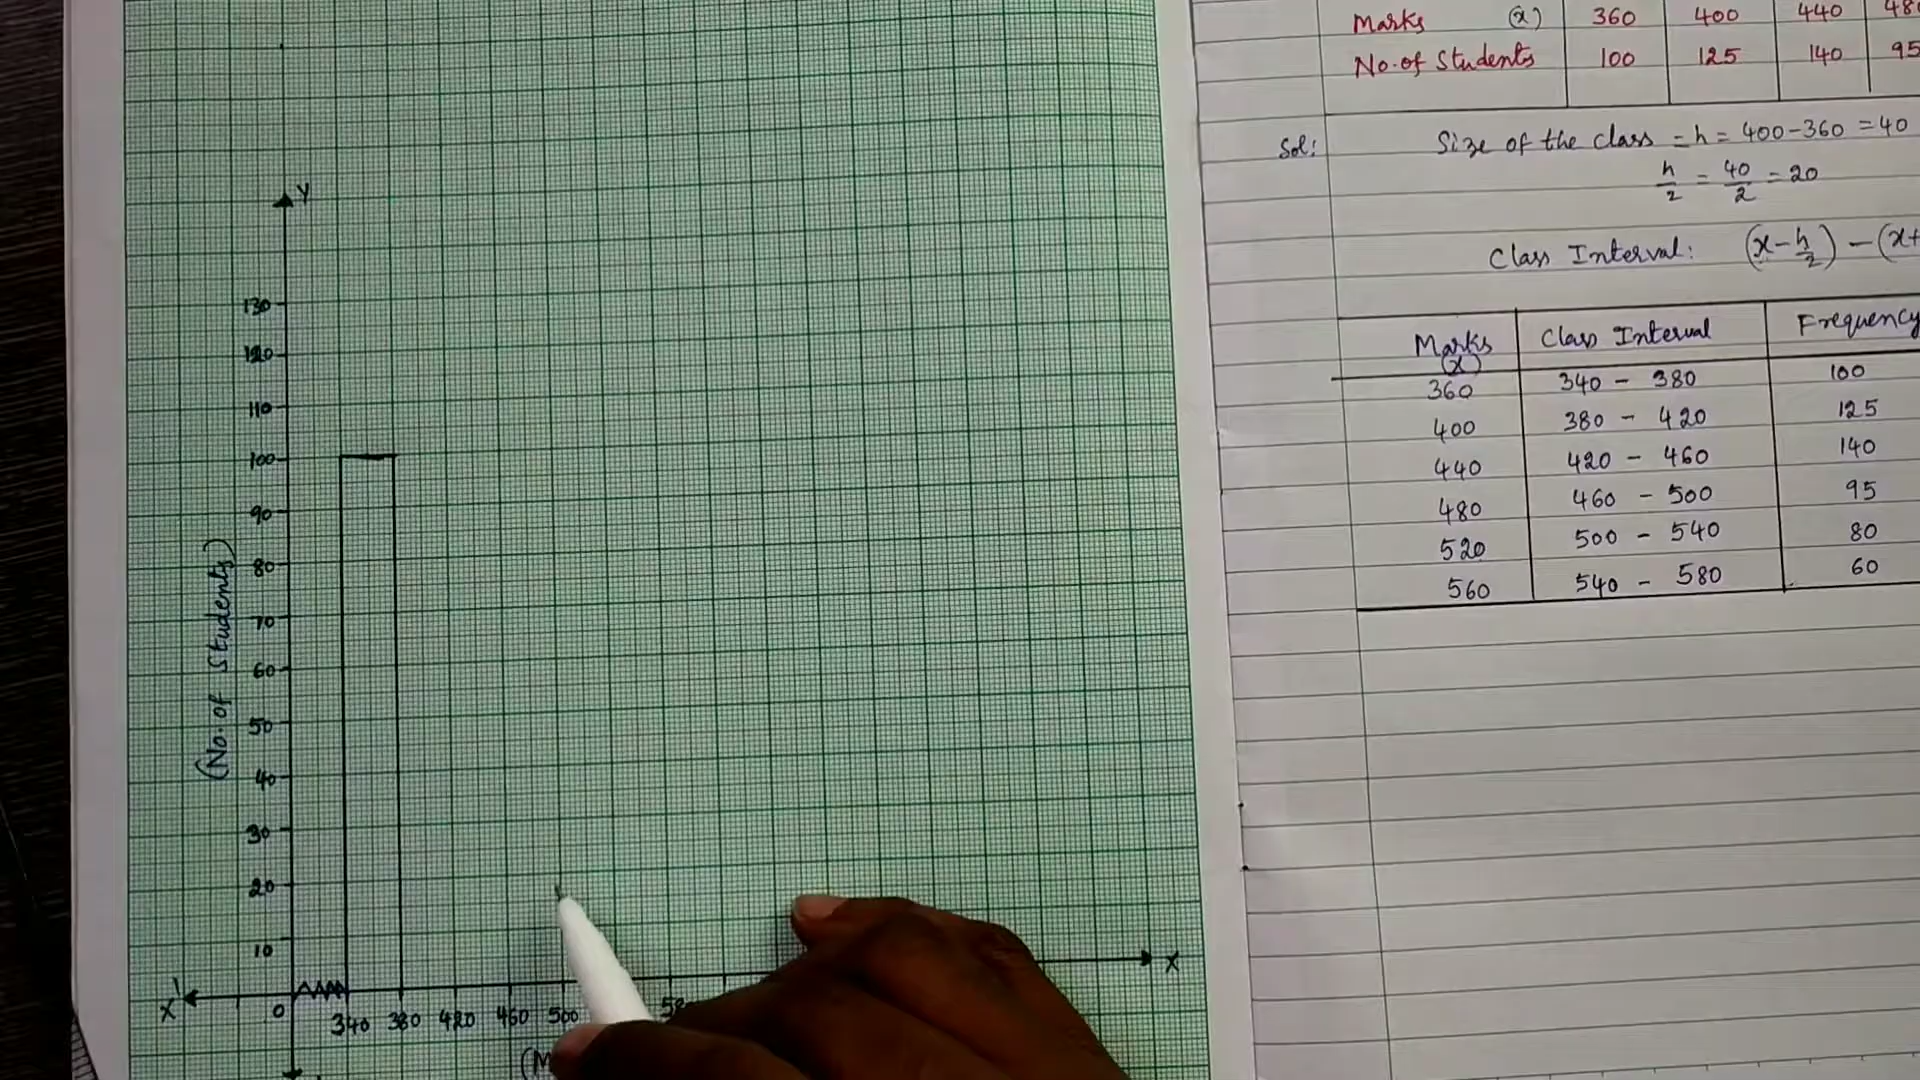 Marks (x) 360 400 440 480
No. of Students 100 125 140 95
Sol: Size of the class = h = 400-360 = 40
h/2 = 40/2 = 20
Class Interval: (x-h/2) - (x+
Marks (x) Class Interval Frequency
360 340 - 380 100
400 380 - 420 125
440 420 - 460 140
480 460 - 500 95
520 500 - 540 80
560 540 - 580 60
Y
130
120
110
100
90
80
70
60
50
40
30
20
10
(No of Students)
X' 0 340 380 420 460 500 X
(M